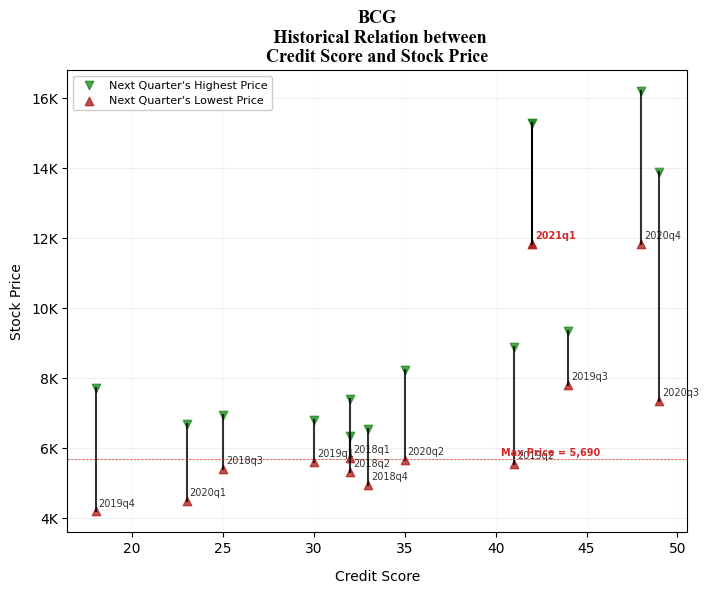 BCG
Historical Relation between
Credit Score and Stock Price
Next Quarter's Highest Price
Next Quarter's Lowest Price
16K
14K
12K
10K
8K
6K
4K
Stock Price
2021q1
2020q4
2019q3
2020q3
2018q1
2019q1
2020q2
Max Price = 5,690
2019q2
2018q3
2018q2
2018q4
2020q1
2019q4
20
25
30
35
40
45
50
Credit Score